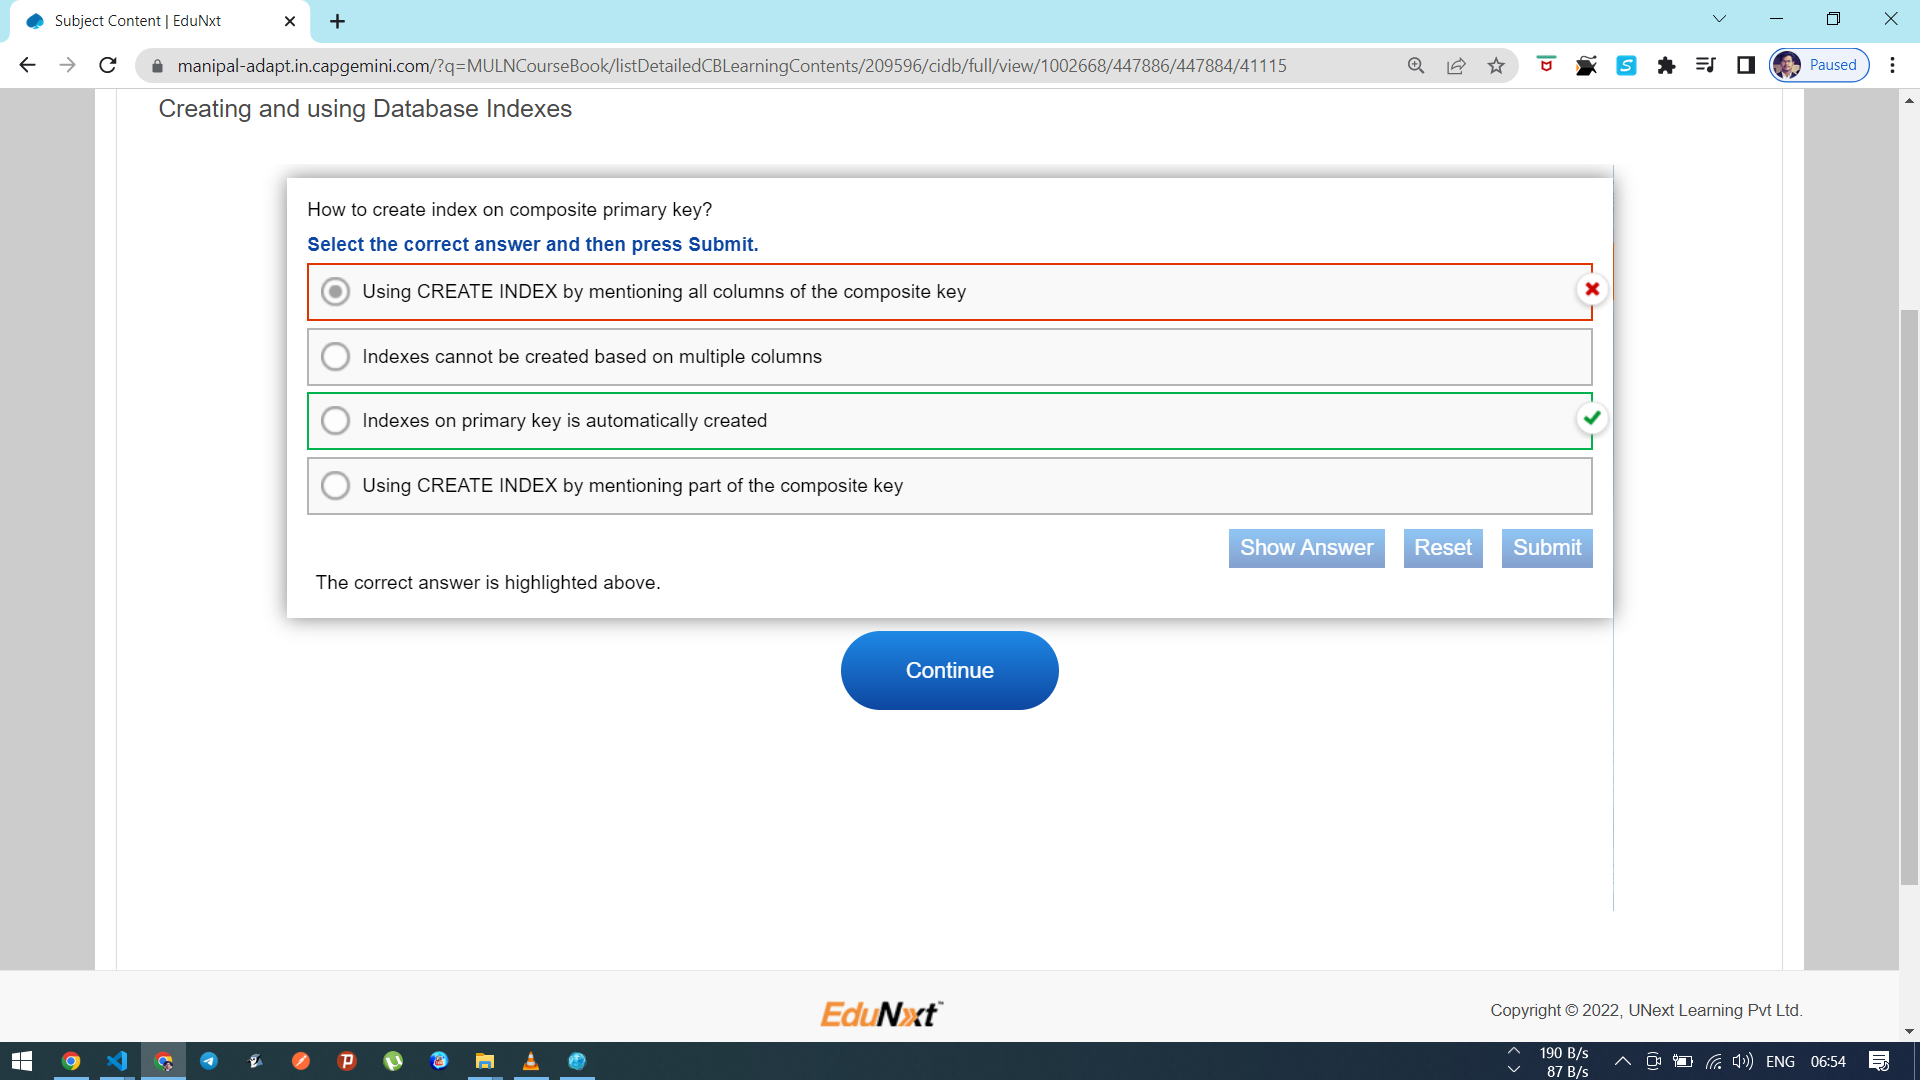 Subject Content | EduNxt
manipal-adapt.in.capgemini.com/?q=MULNCourseBook/listDetailedCBLearningContents/209596/cidb/full/view/1002668/447886/447884/41115
Paused
Creating and using Database Indexes
How to create index on composite primary key?
Select the correct answer and then press Submit.
Using CREATE INDEX by mentioning all columns of the composite key
Indexes cannot be created based on multiple columns
Indexes on primary key is automatically created
Using CREATE INDEX by mentioning part of the composite key
Show Answer Reset Submit
The correct answer is highlighted above.
Continue
EduNxt
Copyright © 2022, UNext Learning Pvt Ltd.
190 B/s
87 B/s
ENG 06:54